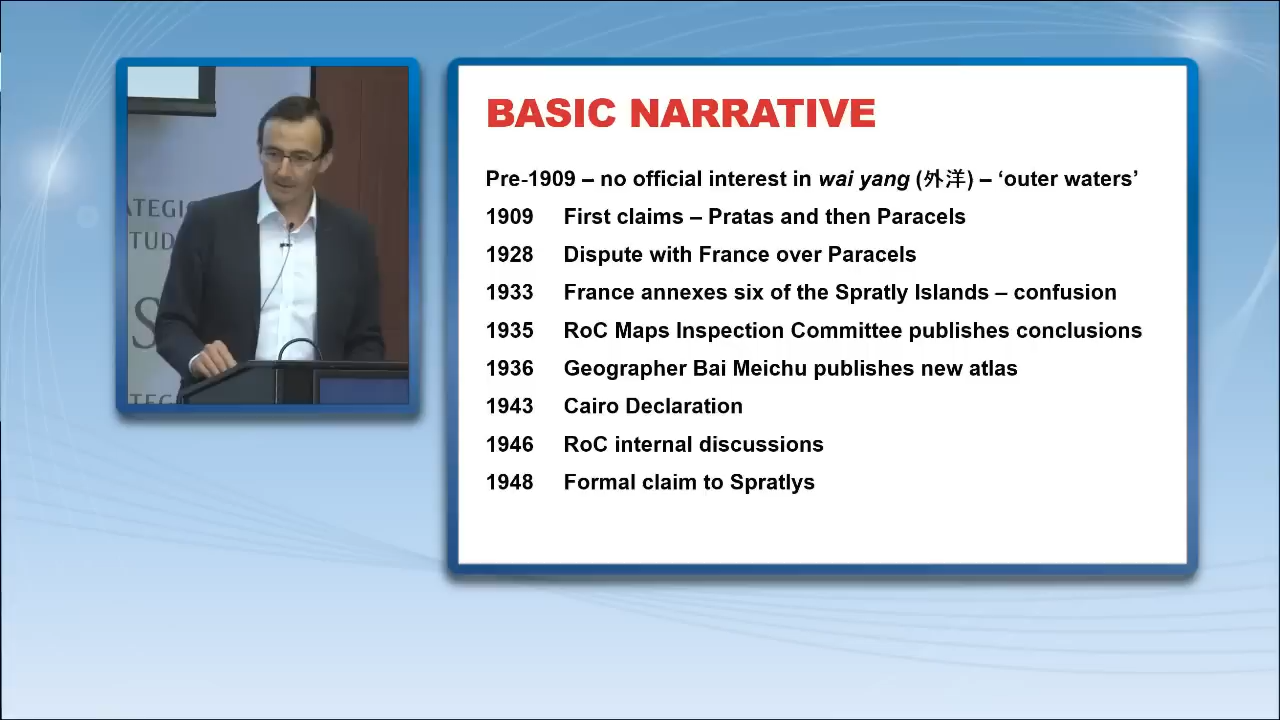 BASIC NARRATIVE
Pre-1909 – no official interest in wai yang (外洋) – ‘outer waters’
1909 First claims – Pratas and then Paracels
1928 Dispute with France over Paracels
1933 France annexes six of the Spratly Islands – confusion
1935 RoC Maps Inspection Committee publishes conclusions
1936 Geographer Bai Meichu publishes new atlas
1943 Cairo Declaration
1946 RoC internal discussions
1948 Formal claim to Spratlys